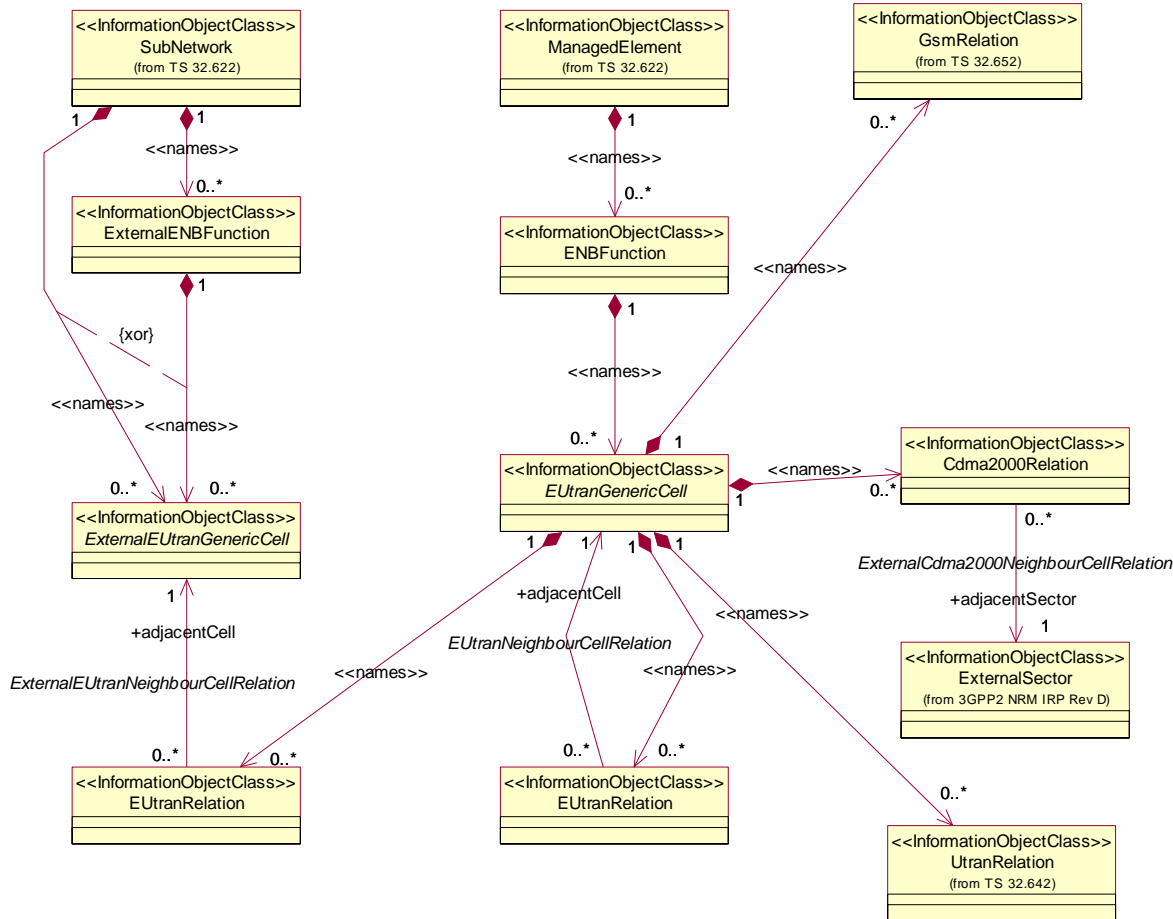 <<InformationObjectClass>>
SubNetwork
(from TS 32.622)
<<InformationObjectClass>>
ManagedElement
(from TS 32.622)
<<InformationObjectClass>>
GsmRelation
(from TS 32.652)
1
1
<<names>>
0..*
1
<<names>>
0..*
0..*
<<InformationObjectClass>>
ExternalENBFunction
1
<<InformationObjectClass>>
ENBFunction
1
<<names>>
{xor}
<<names>>
<<names>>
<<names>>
0..*
0..*
0..*
1
<<InformationObjectClass>>
ExternalEUtranGenericCell
1
<<InformationObjectClass>>
EUtranGenericCell
1
1
1
1
<<names>>
1
0..*
<<InformationObjectClass>>
Cdma2000Relation
0..*
ExternalCdma2000NeighbourCellRelation
+adjacentSector
1
<<InformationObjectClass>>
ExternalSector
(from 3GPP2 NRM IRP Rev D)
+adjacentCell
ExternalEUtranNeighbourCellRelation
0..*
<<names>>
0..*
+adjacentCell
EUtranNeighbourCellRelation
<<names>>
<<names>>
0..*
0..*
0..*
<<InformationObjectClass>>
EUtranRelation
<<InformationObjectClass>>
EUtranRelation
<<InformationObjectClass>>
UtranRelation
(from TS 32.642)